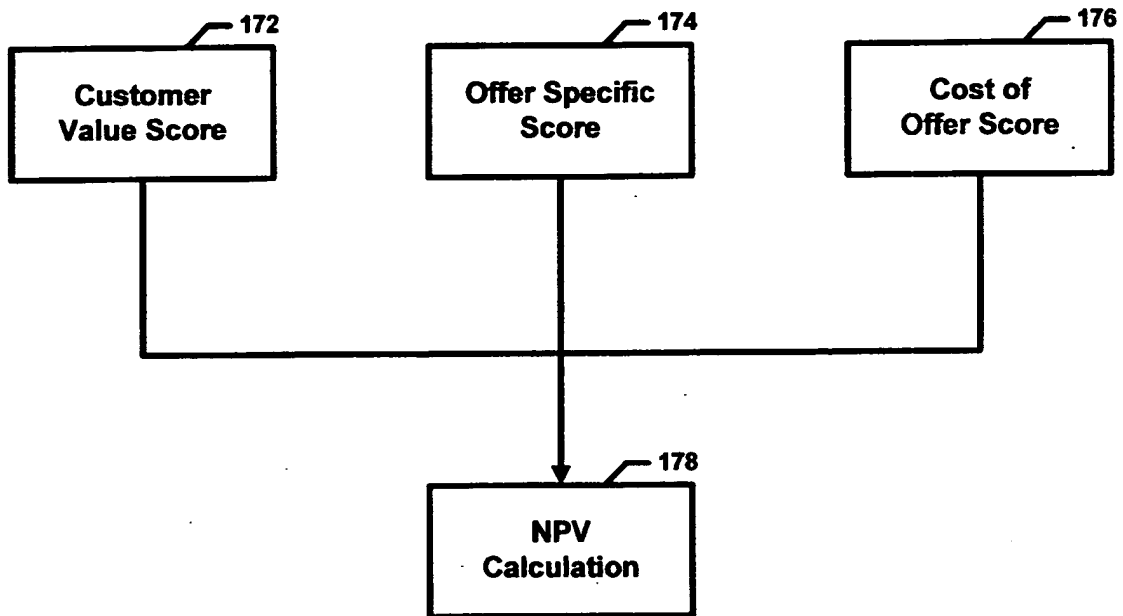 172
Customer
Value Score
174
Offer Specific
Score
176
Cost of
Offer Score
178
NPV
Calculation